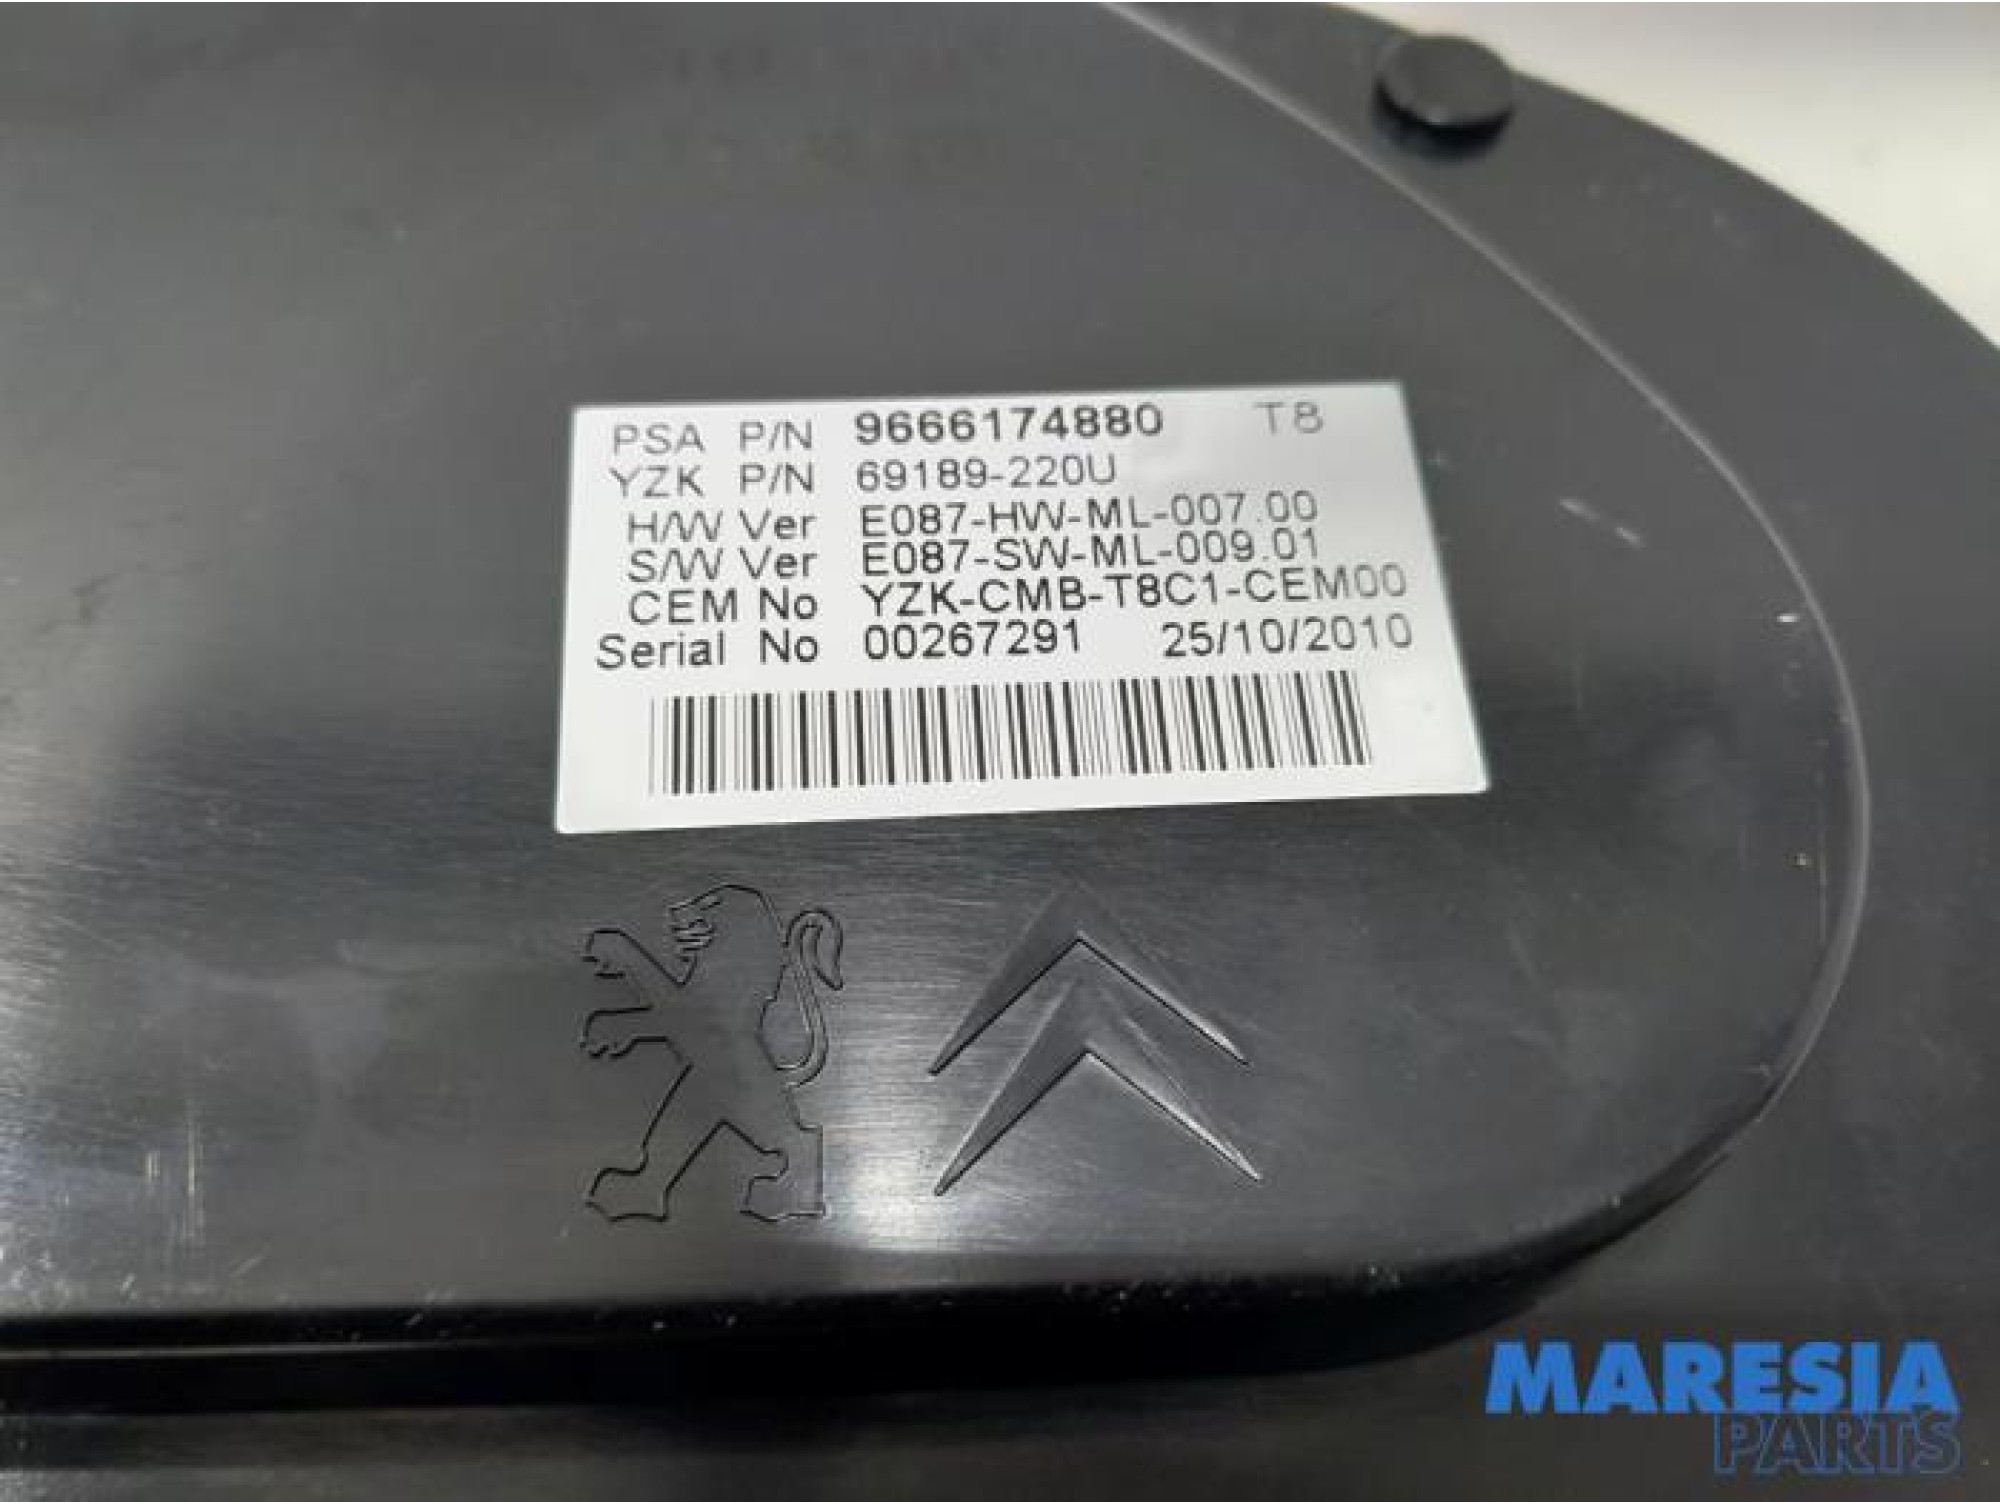 PSA P/N 9666174880 T8
YZK P/N 69189-220U
H/W Ver E087-HW-ML-007.00
S/W Ver E087-SW-ML-009.01
CEM No YZK-CMB-T8C1-CEM00
Serial No 00267291 25/10/2010
MARESIA
PARTS